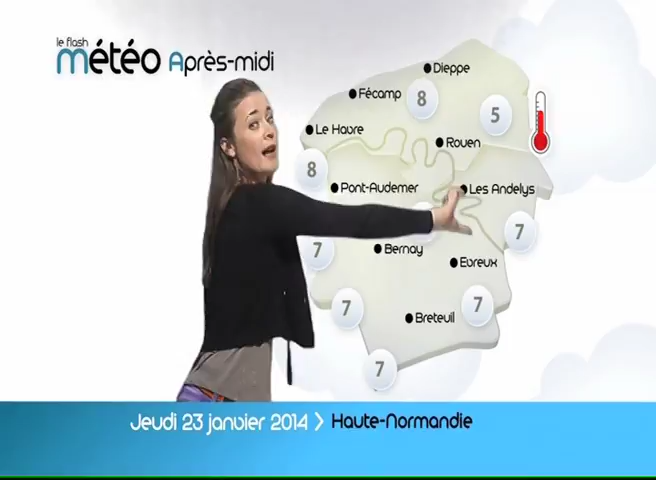 le flash
météo Après-midi
Dieppe
Fécamp
8
5
Le Havre
Rouen
8
Pont-Audemer
Les Andelys
7
7
Bernay
Evreux
7
7
Breteuil
7
Jeudi 23 janvier 2014 > Haute-Normandie